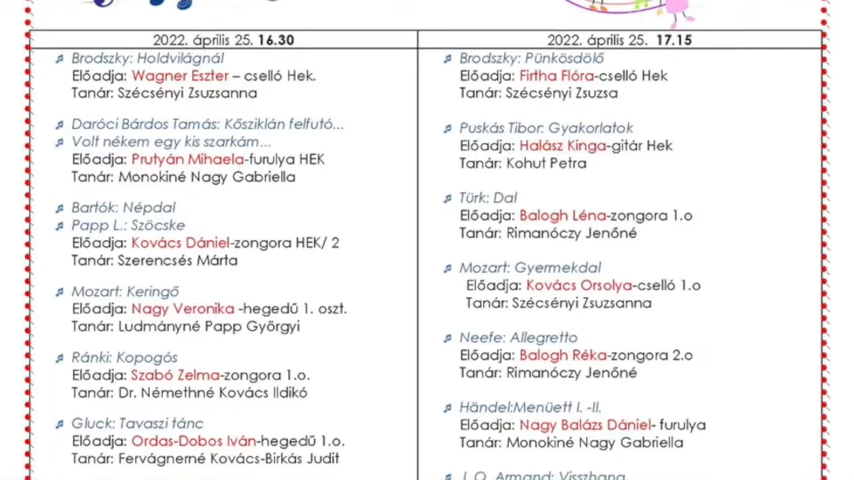 2022. április 25. 16.30
Brodszky: Holdvilágnál
Előadja: Wagner Eszter – cselló Hek.
Tanár: Szécsényi Zsuzsanna
Daróci Bárdos Tamás: Kősziklán felfutó...
Volt nékem egy kis szarkám...
Előadja: Prutyán Mihaela-furulya HEK
Tanár: Monokiné Nagy Gabriella
Bartók: Népdal
Papp L.: Szöcske
Előadja: Kovács Dániel-zongora HEK/ 2
Tanár: Szerencsés Márta
Mozart: Keringő
Előadja: Nagy Veronika -hegedű 1. oszt.
Tanár: Ludmányné Papp Györgyi
Ránki: Kopogós
Előadja: Szabó Zelma-zongora 1.o.
Tanár: Dr. Némethné Kovács Ildikó
Gluck: Tavaszi tánc
Előadja: Ordas-Dobos Iván-hegedű 1.o.
Tanár: Fervágnerné Kovács-Birkás Judit
2022. április 25. 17.15
Brodszky: Pünkösdölő
Előadja: Firtha Flóra-cselló Hek
Tanár: Szécsényi Zsuzsa
Puskás Tibor: Gyakorlatok
Előadja: Halász Kinga-gitár Hek
Tanár: Kohut Petra
Türk: Dal
Előadja: Balogh Léna-zongora 1.o
Tanár: Rimanóczy Jenőné
Mozart: Gyermekdal
Előadja: Kovács Orsolya-cselló 1.o
Tanár: Szécsényi Zsuzsanna
Neefe: Allegretto
Előadja: Balogh Réka-zongora 2.o
Tanár: Rimanóczy Jenőné
Händel:Menüett I. -II.
Előadja: Nagy Balázs Dániel- furulya
Tanár: Monokiné Nagy Gabriella
Armand: Visszhang